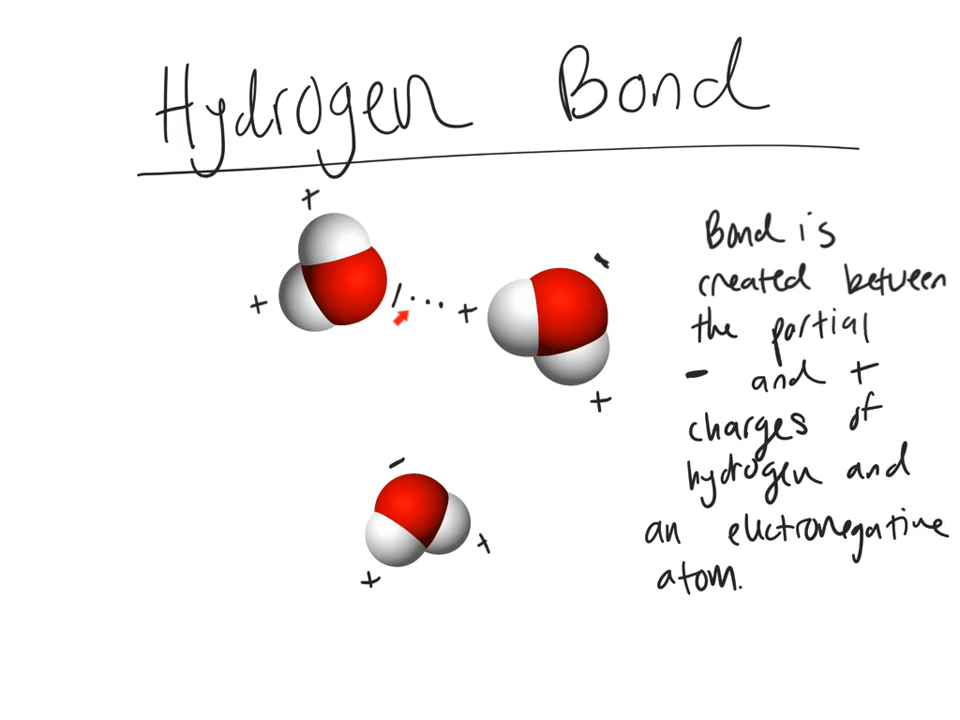 Hydrogen Bond
+
+
/... +
-
+
-
+
+
Bond is
created between
the partial
- and +
charges of
hydrogen and
an electronegative
atom.